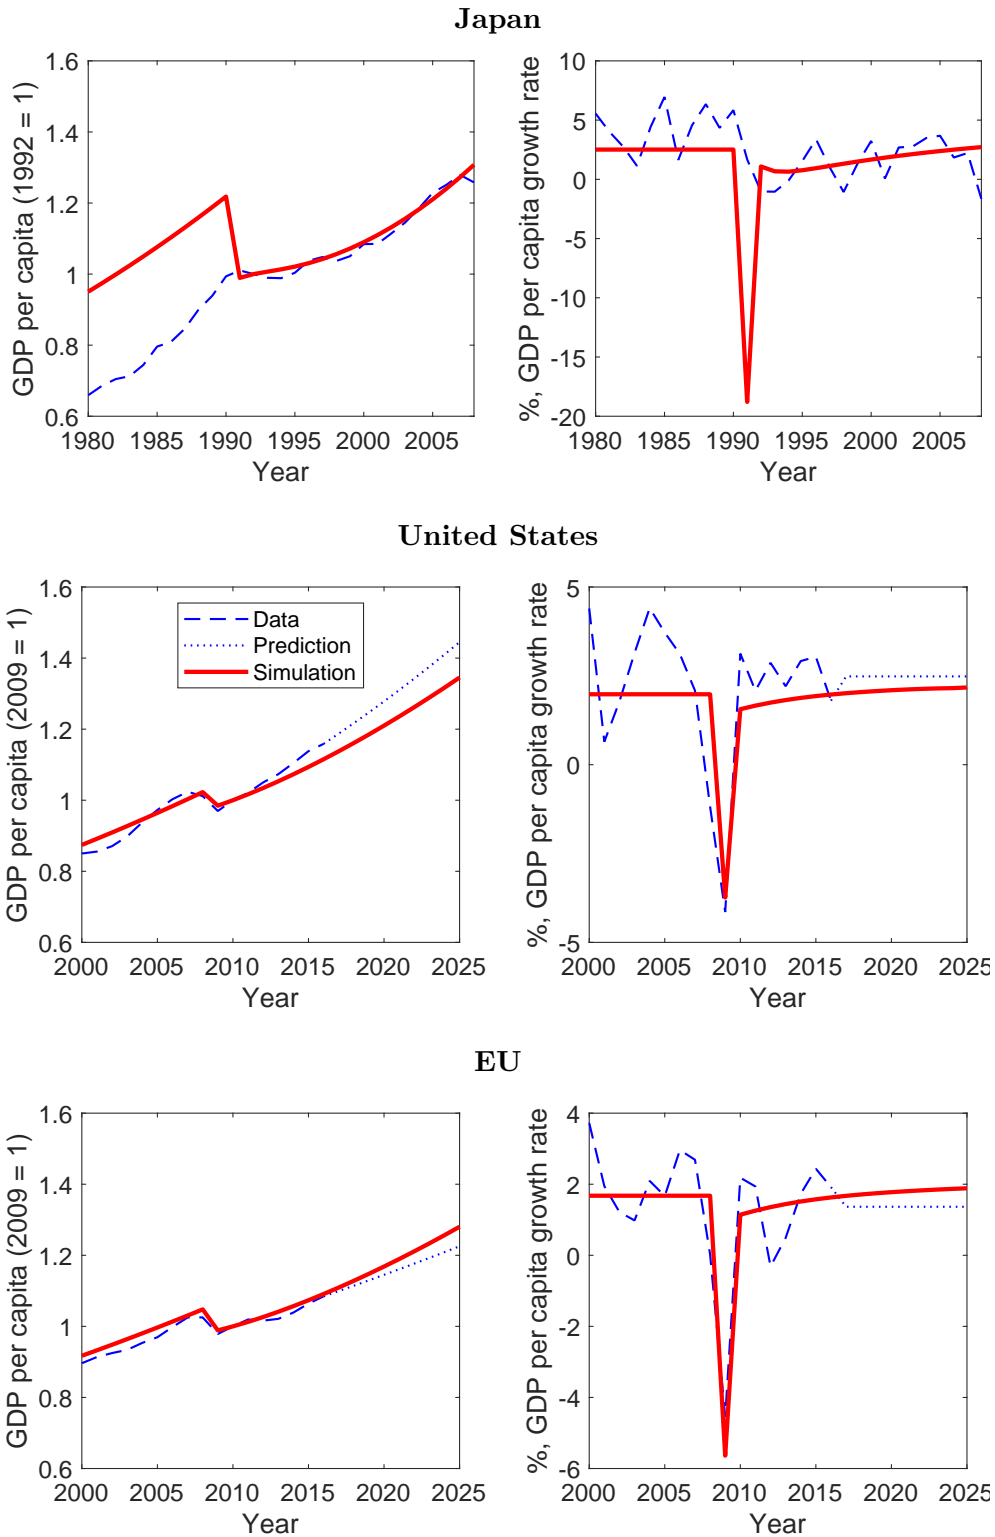 Japan
GDP per capita (1992 = 1)
1.6
1.4
1.2
1
0.8
0.6
1980 1985 1990 1995 2000 2005
Year
%, GDP per capita growth rate
10
5
0
-5
-10
-15
-20
1980 1985 1990 1995 2000 2005
Year
United States
GDP per capita (2009 = 1)
1.6
1.4
1.2
1
0.8
0.6
Data
Prediction
Simulation
2000 2005 2010 2015 2020 2025
Year
%, GDP per capita growth rate
5
0
-5
2000 2005 2010 2015 2020 2025
Year
EU
GDP per capita (2009 = 1)
1.6
1.4
1.2
1
0.8
0.6
2000 2005 2010 2015 2020 2025
Year
%, GDP per capita growth rate
4
2
0
-2
-4
-6
2000 2005 2010 2015 2020 2025
Year